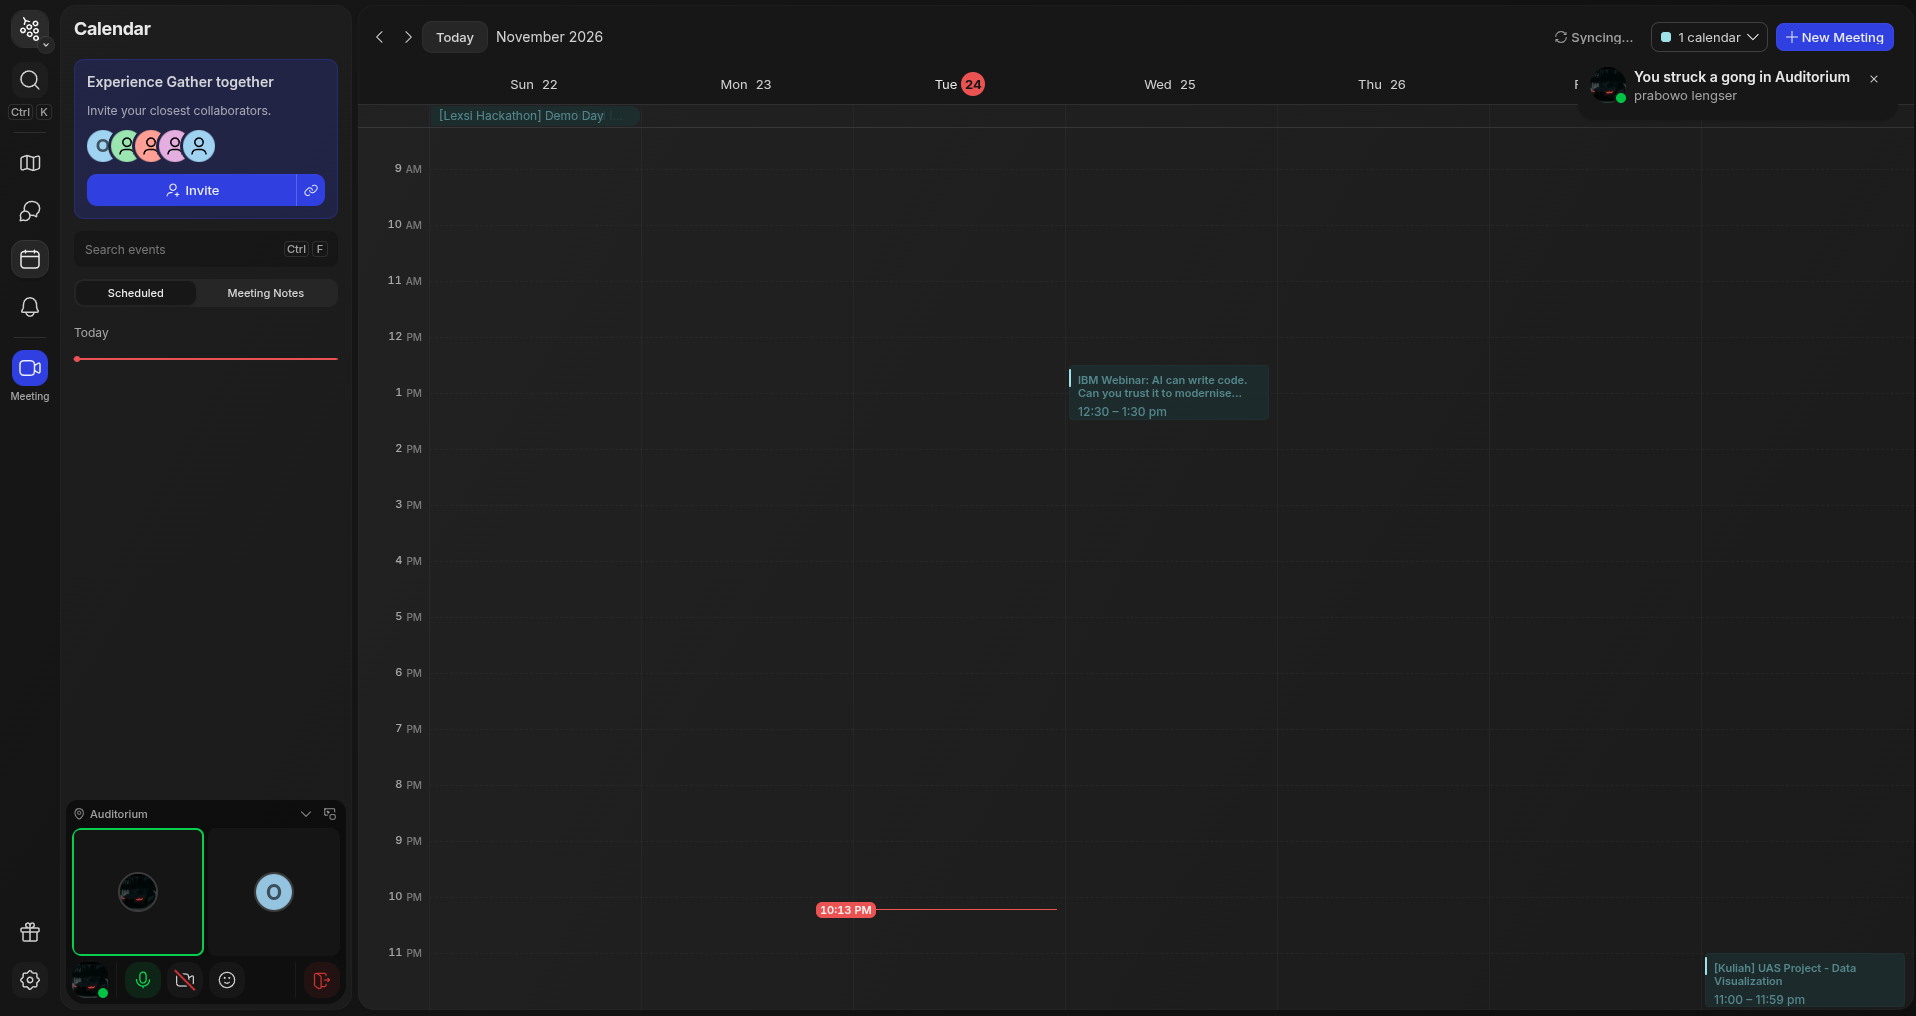 Calendar
Experience Gather together
Invite your closest collaborators.
O
Invite
Ctrl K
Search events
Ctrl F
Scheduled
Meeting Notes
Today
Meeting
Auditorium
O
Today
November 2026
Syncing...
1 calendar
New Meeting
You struck a gong in Auditorium
prabowo lengser
Sun 22
Mon 23
Tue 24
Wed 25
Thu 26
F
[Lexsi Hackathon] Demo Day
9 AM
10 AM
11 AM
12 PM
IBM Webinar: AI can write code.
Can you trust it to modernise...
12:30 – 1:30 pm
1 PM
2 PM
3 PM
4 PM
5 PM
6 PM
7 PM
8 PM
9 PM
10 PM
10:13 PM
11 PM
[Kuliah] UAS Project - Data
Visualization
11:00 – 11:59 pm